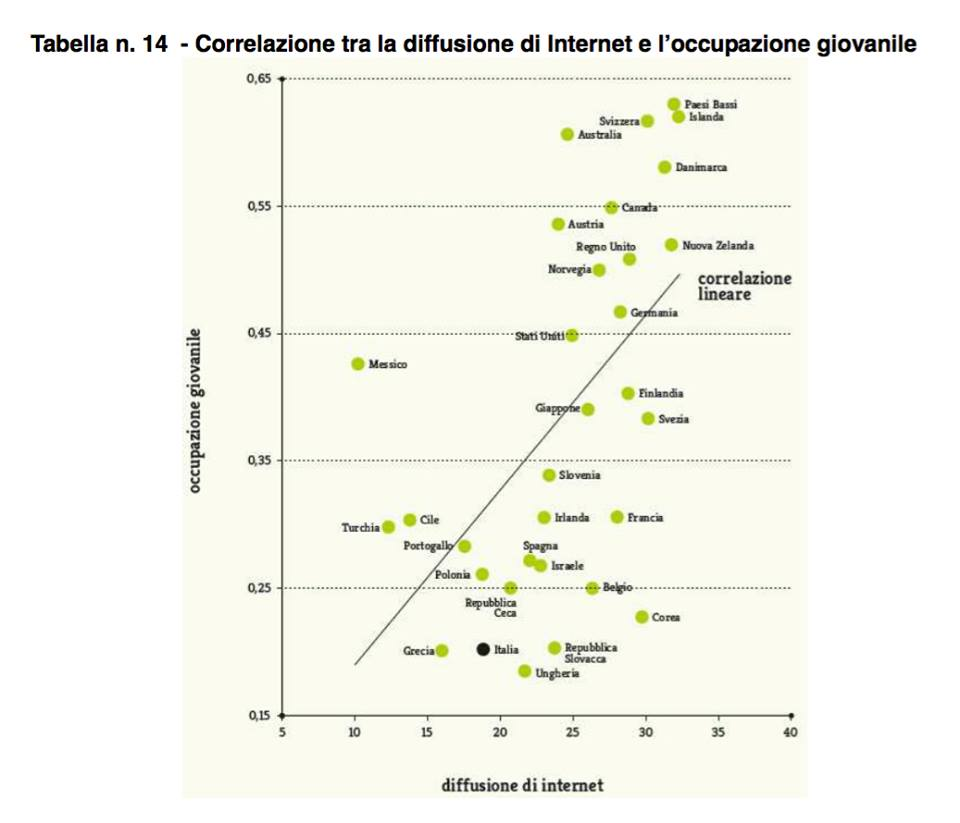 Tabella n. 14 - Correlazione tra la diffusione di Internet e l'occupazione giovanile
0,65
Paesi Bassi
Islanda
Svizzera
Australia
Danimarca
0,55
Canada
Austria
Regno Unito
Nuova Zelanda
Norvegia
correlazione
lineare
Germania
0,45
Stati Uniti
Messico
Finlandia
Giappone
Svezia
occupazione giovanile
0,35
Slovenia
Cile
Irlanda
Francia
Turchia
Portogallo
Spagna
Israele
Polonia
0,25
Belgio
Repubblica
Ceca
Corea
Grecia
Italia
Repubblica
Slovacca
Ungheria
0,15
5 10 15 20 25 30 35 40
diffusione di internet